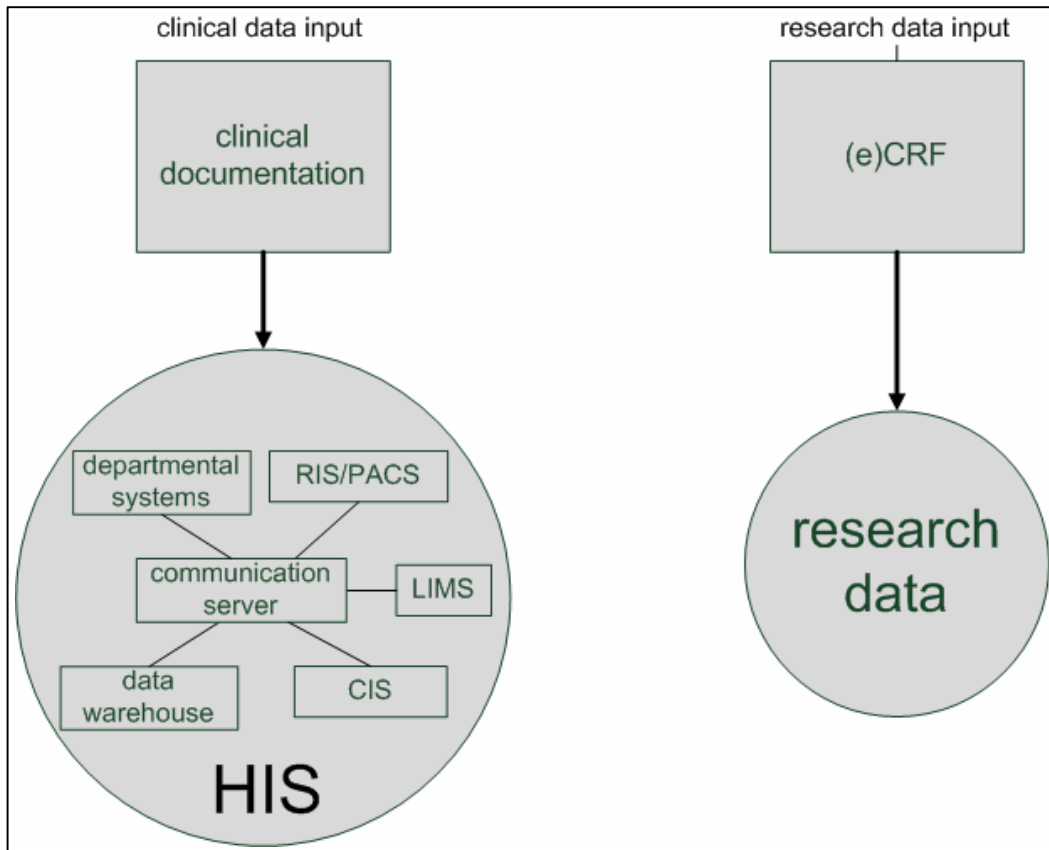 clinical data input
clinical
documentation
departmental
systems
RIS/PACS
communication
server
LIMS
data
warehouse
CIS
HIS
research data input
(e)CRF
research
data